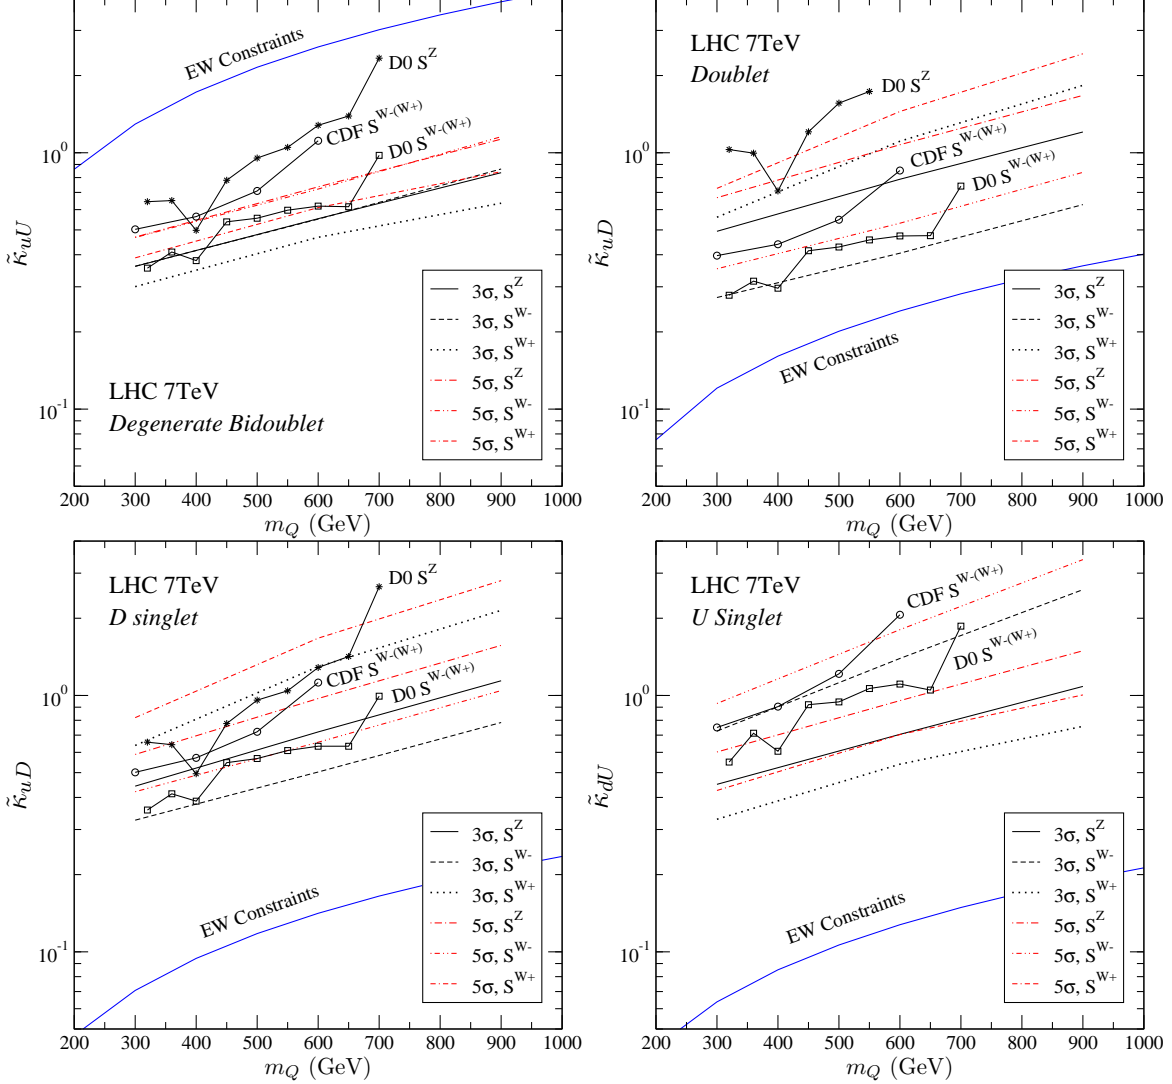 EW Constraints
D0 S^Z
CDF S^{W-(W+)}
D0 S^{W-(W+)}
10^0
κ̃_{uU}
3σ, S^Z
3σ, S^{W-}
3σ, S^{W+}
5σ, S^Z
5σ, S^{W-}
5σ, S^{W+}
LHC 7TeV
Degenerate Bidoublet
10^{-1}
200 300 400 500 600 700 800 900 1000
m_Q (GeV)
LHC 7TeV
Doublet
D0 S^Z
CDF S^{W-(W+)}
D0 S^{W-(W+)}
10^0
κ̃_{uD}
EW Constraints
3σ, S^Z
3σ, S^{W-}
3σ, S^{W+}
5σ, S^Z
5σ, S^{W-}
5σ, S^{W+}
10^{-1}
200 300 400 500 600 700 800 900 1000
m_Q (GeV)
LHC 7TeV
D singlet
D0 S^Z
CDF S^{W-(W+)}
D0 S^{W-(W+)}
10^0
κ̃_{uD}
EW Constraints
3σ, S^Z
3σ, S^{W-}
3σ, S^{W+}
5σ, S^Z
5σ, S^{W-}
5σ, S^{W+}
10^{-1}
200 300 400 500 600 700 800 900 1000
m_Q (GeV)
LHC 7TeV
U Singlet
CDF S^{W-(W+)}
D0 S^{W-(W+)}
10^0
κ̃_{dU}
EW Constraints
3σ, S^Z
3σ, S^{W-}
3σ, S^{W+}
5σ, S^Z
5σ, S^{W-}
5σ, S^{W+}
10^{-1}
200 300 400 500 600 700 800 900 1000
m_Q (GeV)